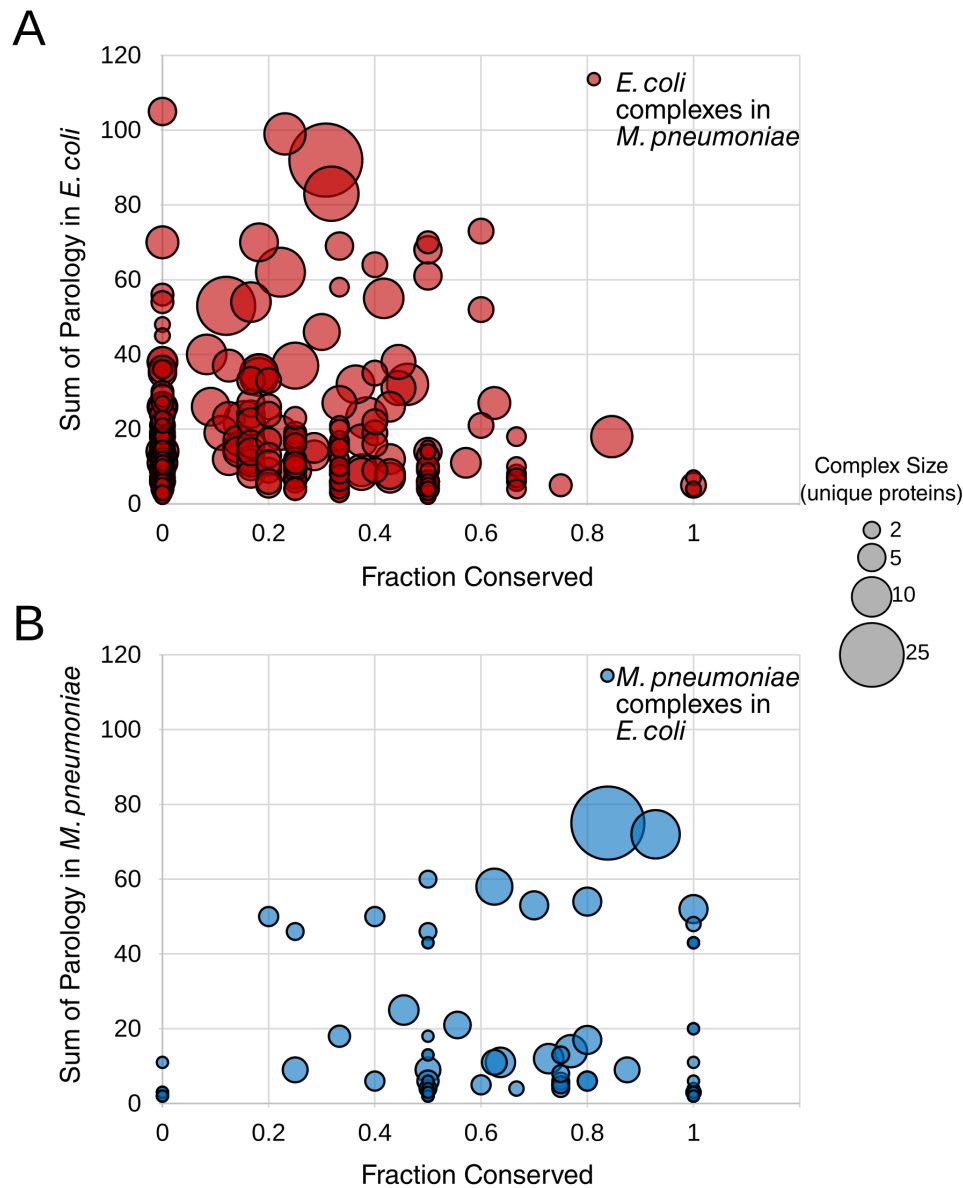 A
120
100
80
60
40
20
0
Sum of Parology in E. coli
E. coli
complexes in
M. pneumoniae
0 0.2 0.4 0.6 0.8 1
Fraction Conserved
Complex Size
(unique proteins)
2
5
10
25
B
120
100
80
60
40
20
0
Sum of Parology in M. pneumoniae
M. pneumoniae
complexes in
E. coli
0 0.2 0.4 0.6 0.8 1
Fraction Conserved